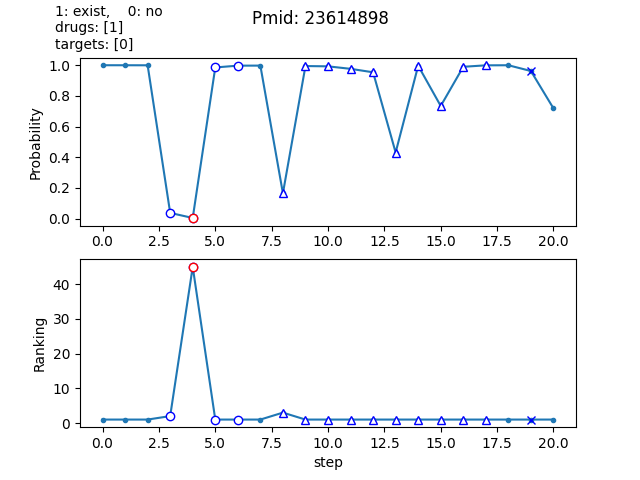 1: exist,    0: no
drugs: [1]
targets: [0]
Pmid: 23614898
Probability
1.0
0.8
0.6
0.4
0.2
0.0
0.0 2.5 5.0 7.5 10.0 12.5 15.0 17.5 20.0
Ranking
40
30
20
10
0
0.0 2.5 5.0 7.5 10.0 12.5 15.0 17.5 20.0
step